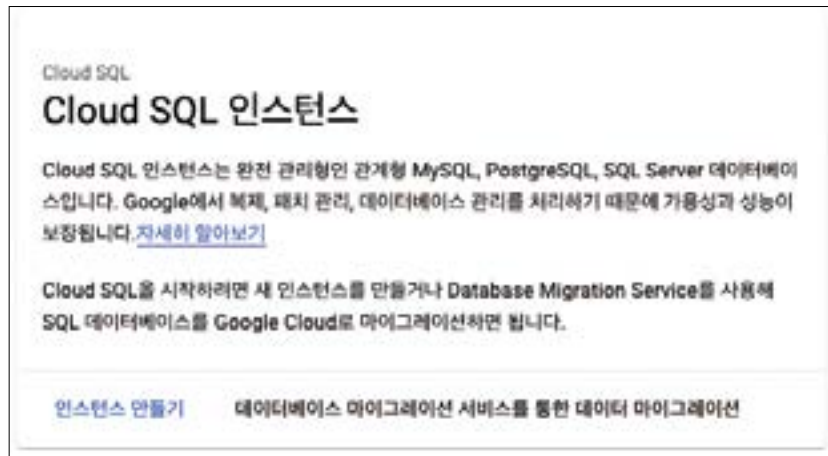 Cloud SQL
Cloud SQL 인스턴스
Cloud SQL 인스턴스는 완전 관리형인 관계형 MySQL, PostgreSQL, SQL Server 데이터베이
스입니다. Google에서 복제, 패치 관리, 데이터베이스 관리를 처리하기 때문에 가용성과 성능이
보장됩니다.자세히 알아보기
Cloud SQL을 시작하려면 새 인스턴스를 만들거나 Database Migration Service를 사용해
SQL 데이터베이스를 Google Cloud로 마이그레이션하면 됩니다.
인스턴스 만들기 데이터베이스 마이그레이션 서비스를 통한 데이터 마이그레이션